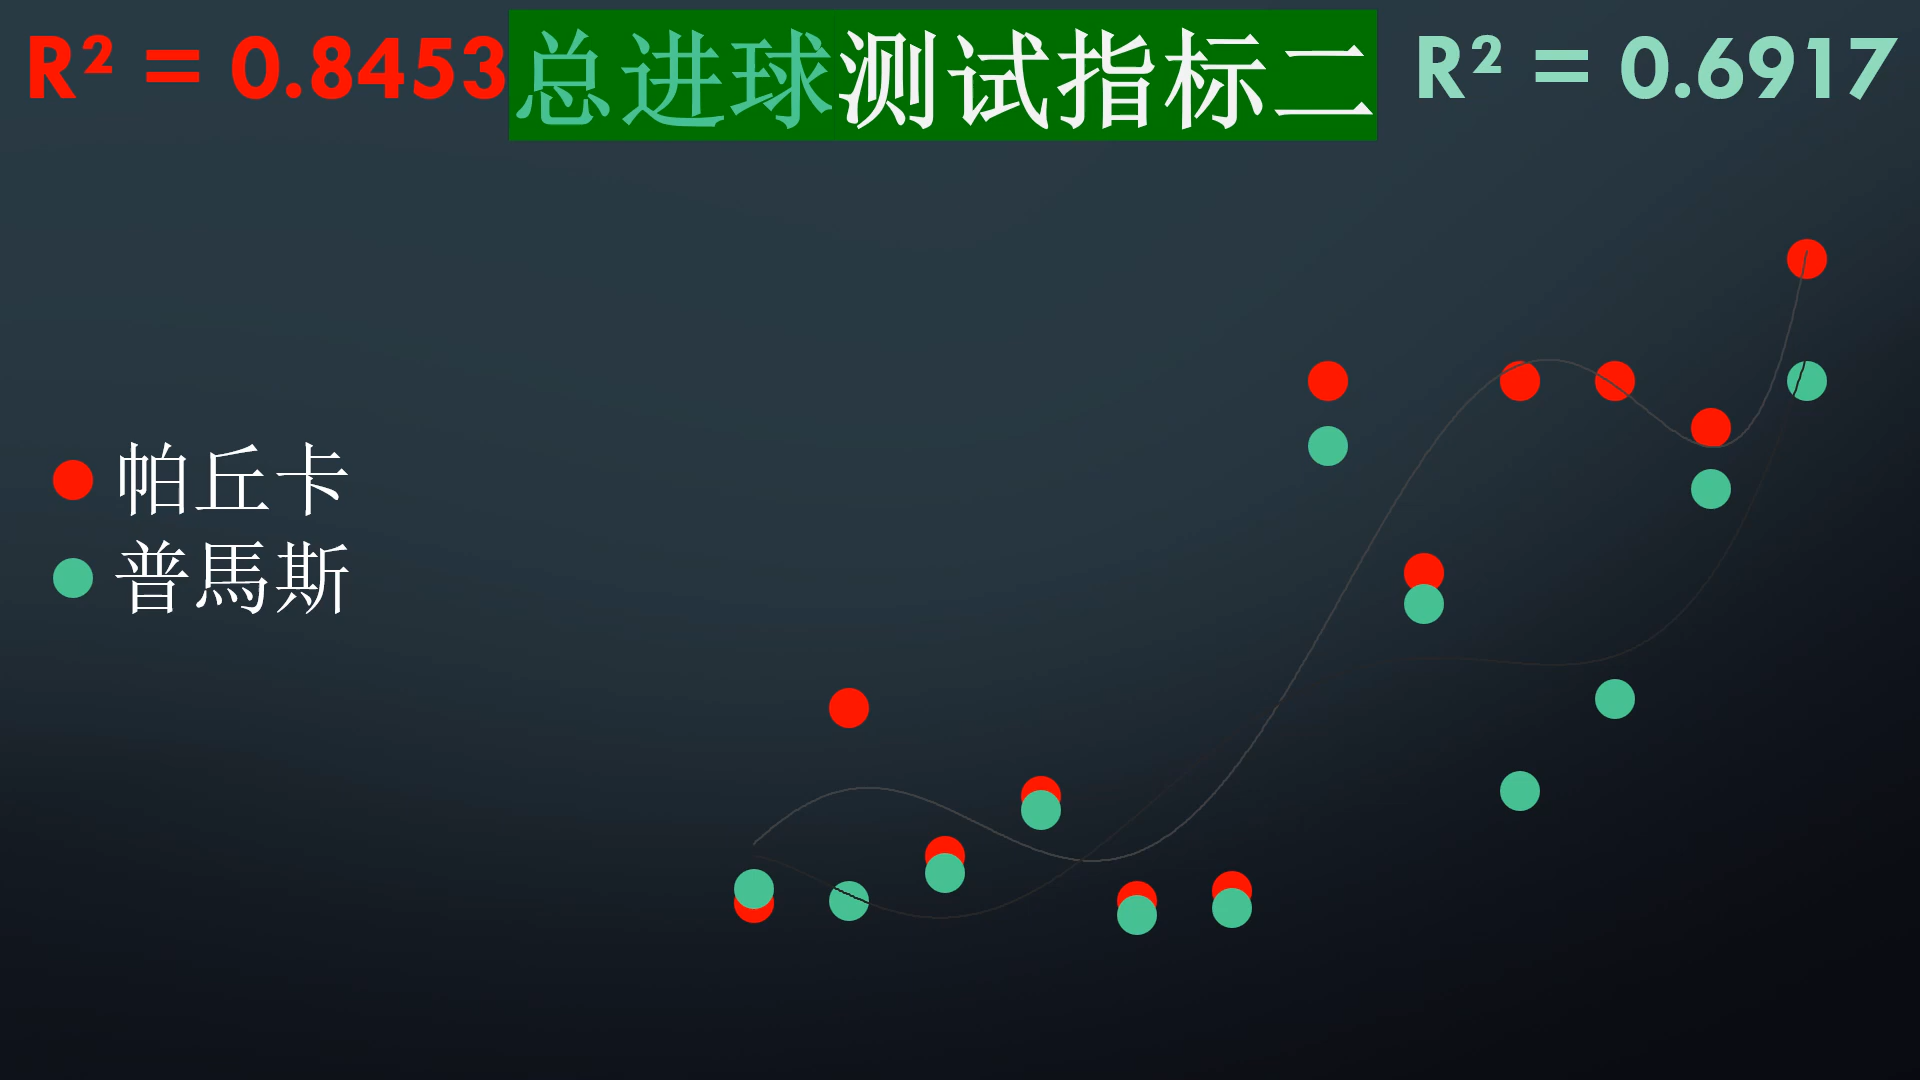 R² = 0.8453 总进球测试指标二 R² = 0.6917
帕丘卡
普馬斯